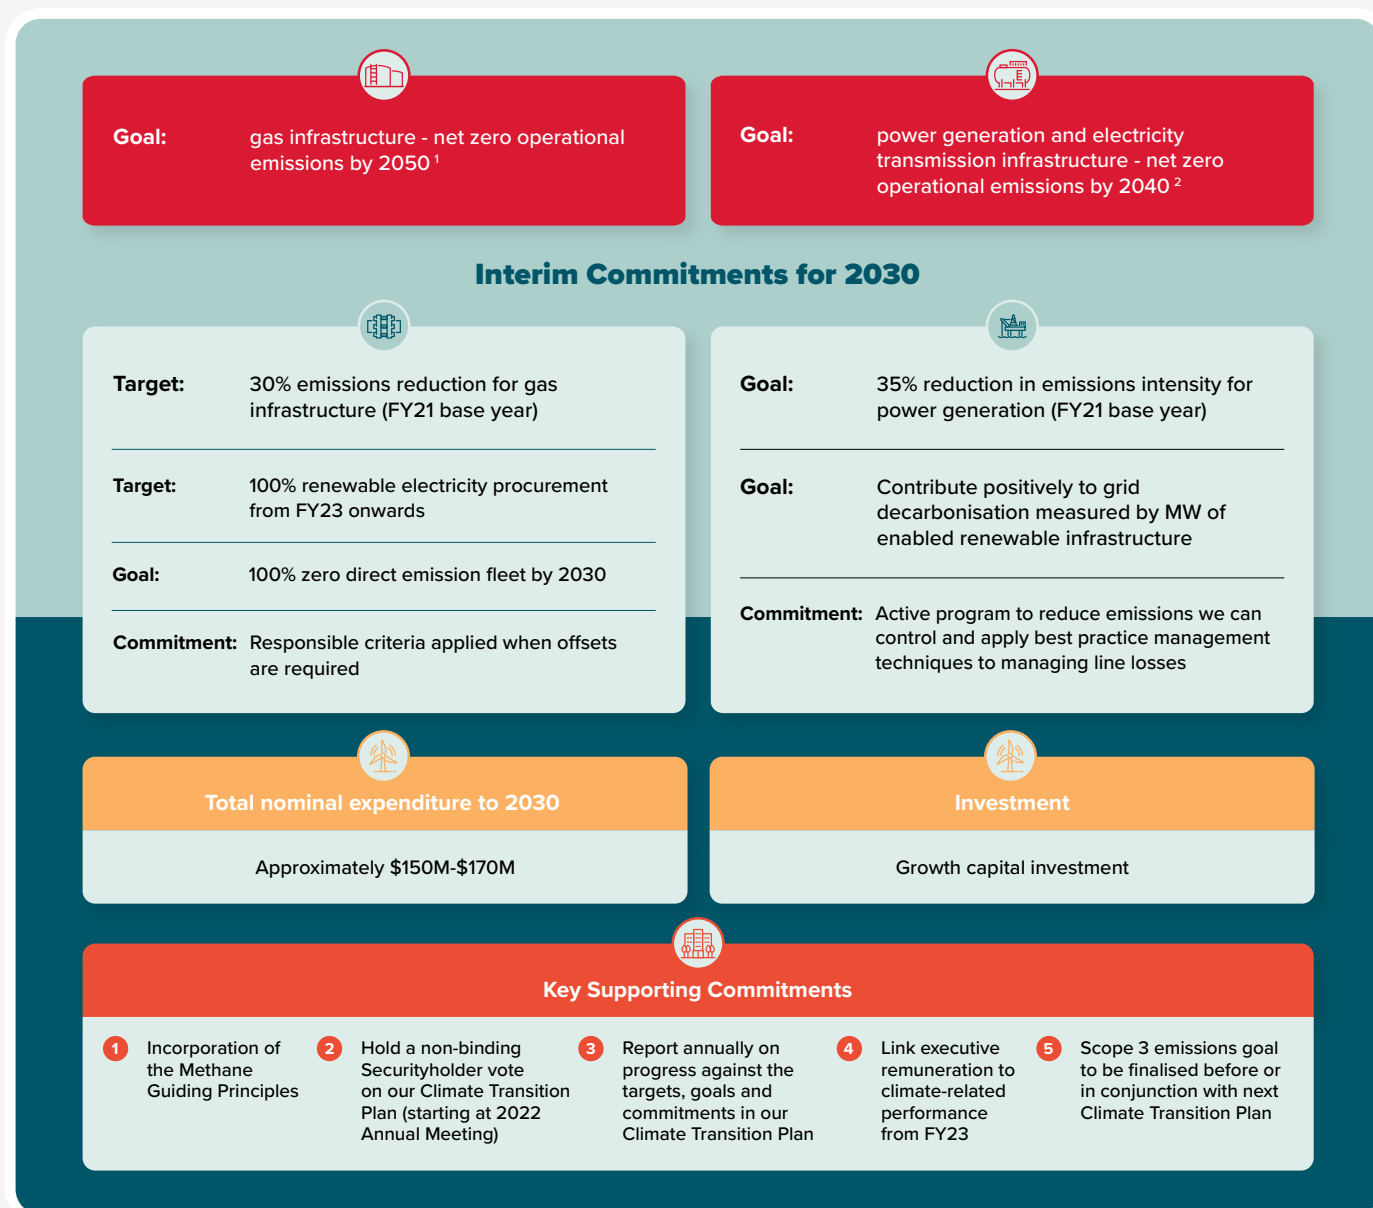 Goal:
gas infrastructure - net zero operational
emissions by 2050 1
Goal:
power generation and electricity
transmission infrastructure - net zero
operational emissions by 2040 2
Interim Commitments for 2030
Target:
30% emissions reduction for gas
infrastructure (FY21 base year)
Target:
100% renewable electricity procurement
from FY23 onwards
Goal:
100% zero direct emission fleet by 2030
Commitment:
Responsible criteria applied when offsets
are required
Goal:
35% reduction in emissions intensity for
power generation (FY21 base year)
Goal:
Contribute positively to grid
decarbonisation measured by MW of
enabled renewable infrastructure
Commitment:
Active program to reduce emissions we can
control and apply best practice management
techniques to managing line losses
Total nominal expenditure to 2030
Approximately $150M-$170M
Investment
Growth capital investment
Key Supporting Commitments
1
Incorporation of
the Methane
Guiding Principles
2
Hold a non-binding
Securityholder vote
on our Climate Transition
Plan (starting at 2022
Annual Meeting)
3
Report annually on
progress against the
targets, goals and
commitments in our
Climate Transition Plan
4
Link executive
remuneration to
climate-related
performance
from FY23
5
Scope 3 emissions goal
to be finalised before or
in conjunction with next
Climate Transition Plan